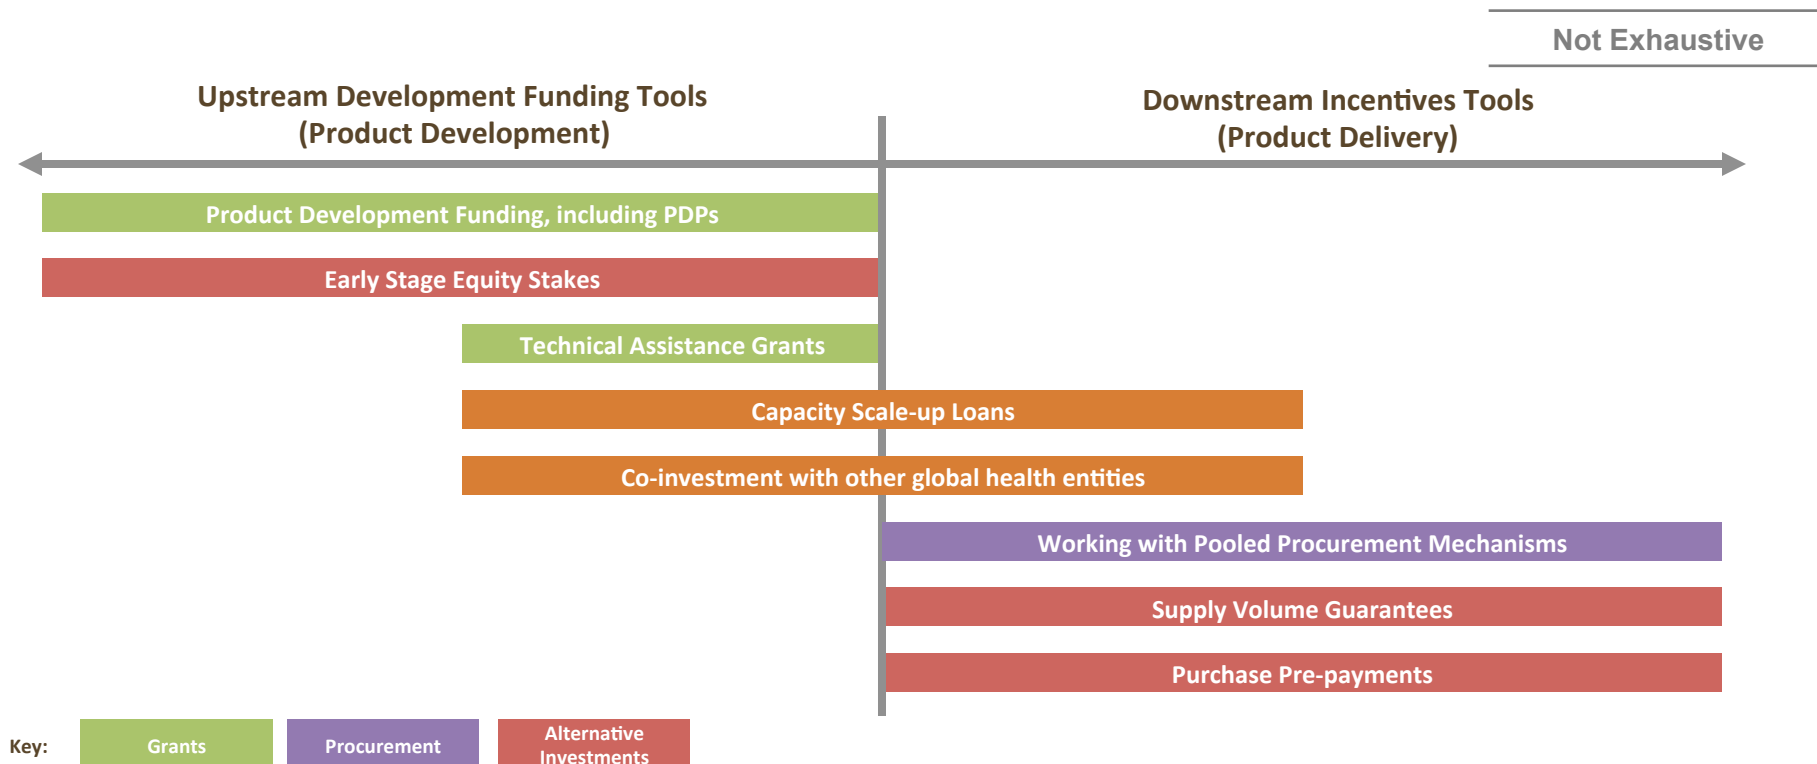 Not Exhaustive
Upstream Development Funding Tools
(Product Development)
Downstream Incentives Tools
(Product Delivery)
Product Development Funding, including PDPs
Early Stage Equity Stakes
Technical Assistance Grants
Capacity Scale-up Loans
Co-investment with other global health entities
Working with Pooled Procurement Mechanisms
Supply Volume Guarantees
Purchase Pre-payments
Key:
Grants
Procurement
Alternative
Investments